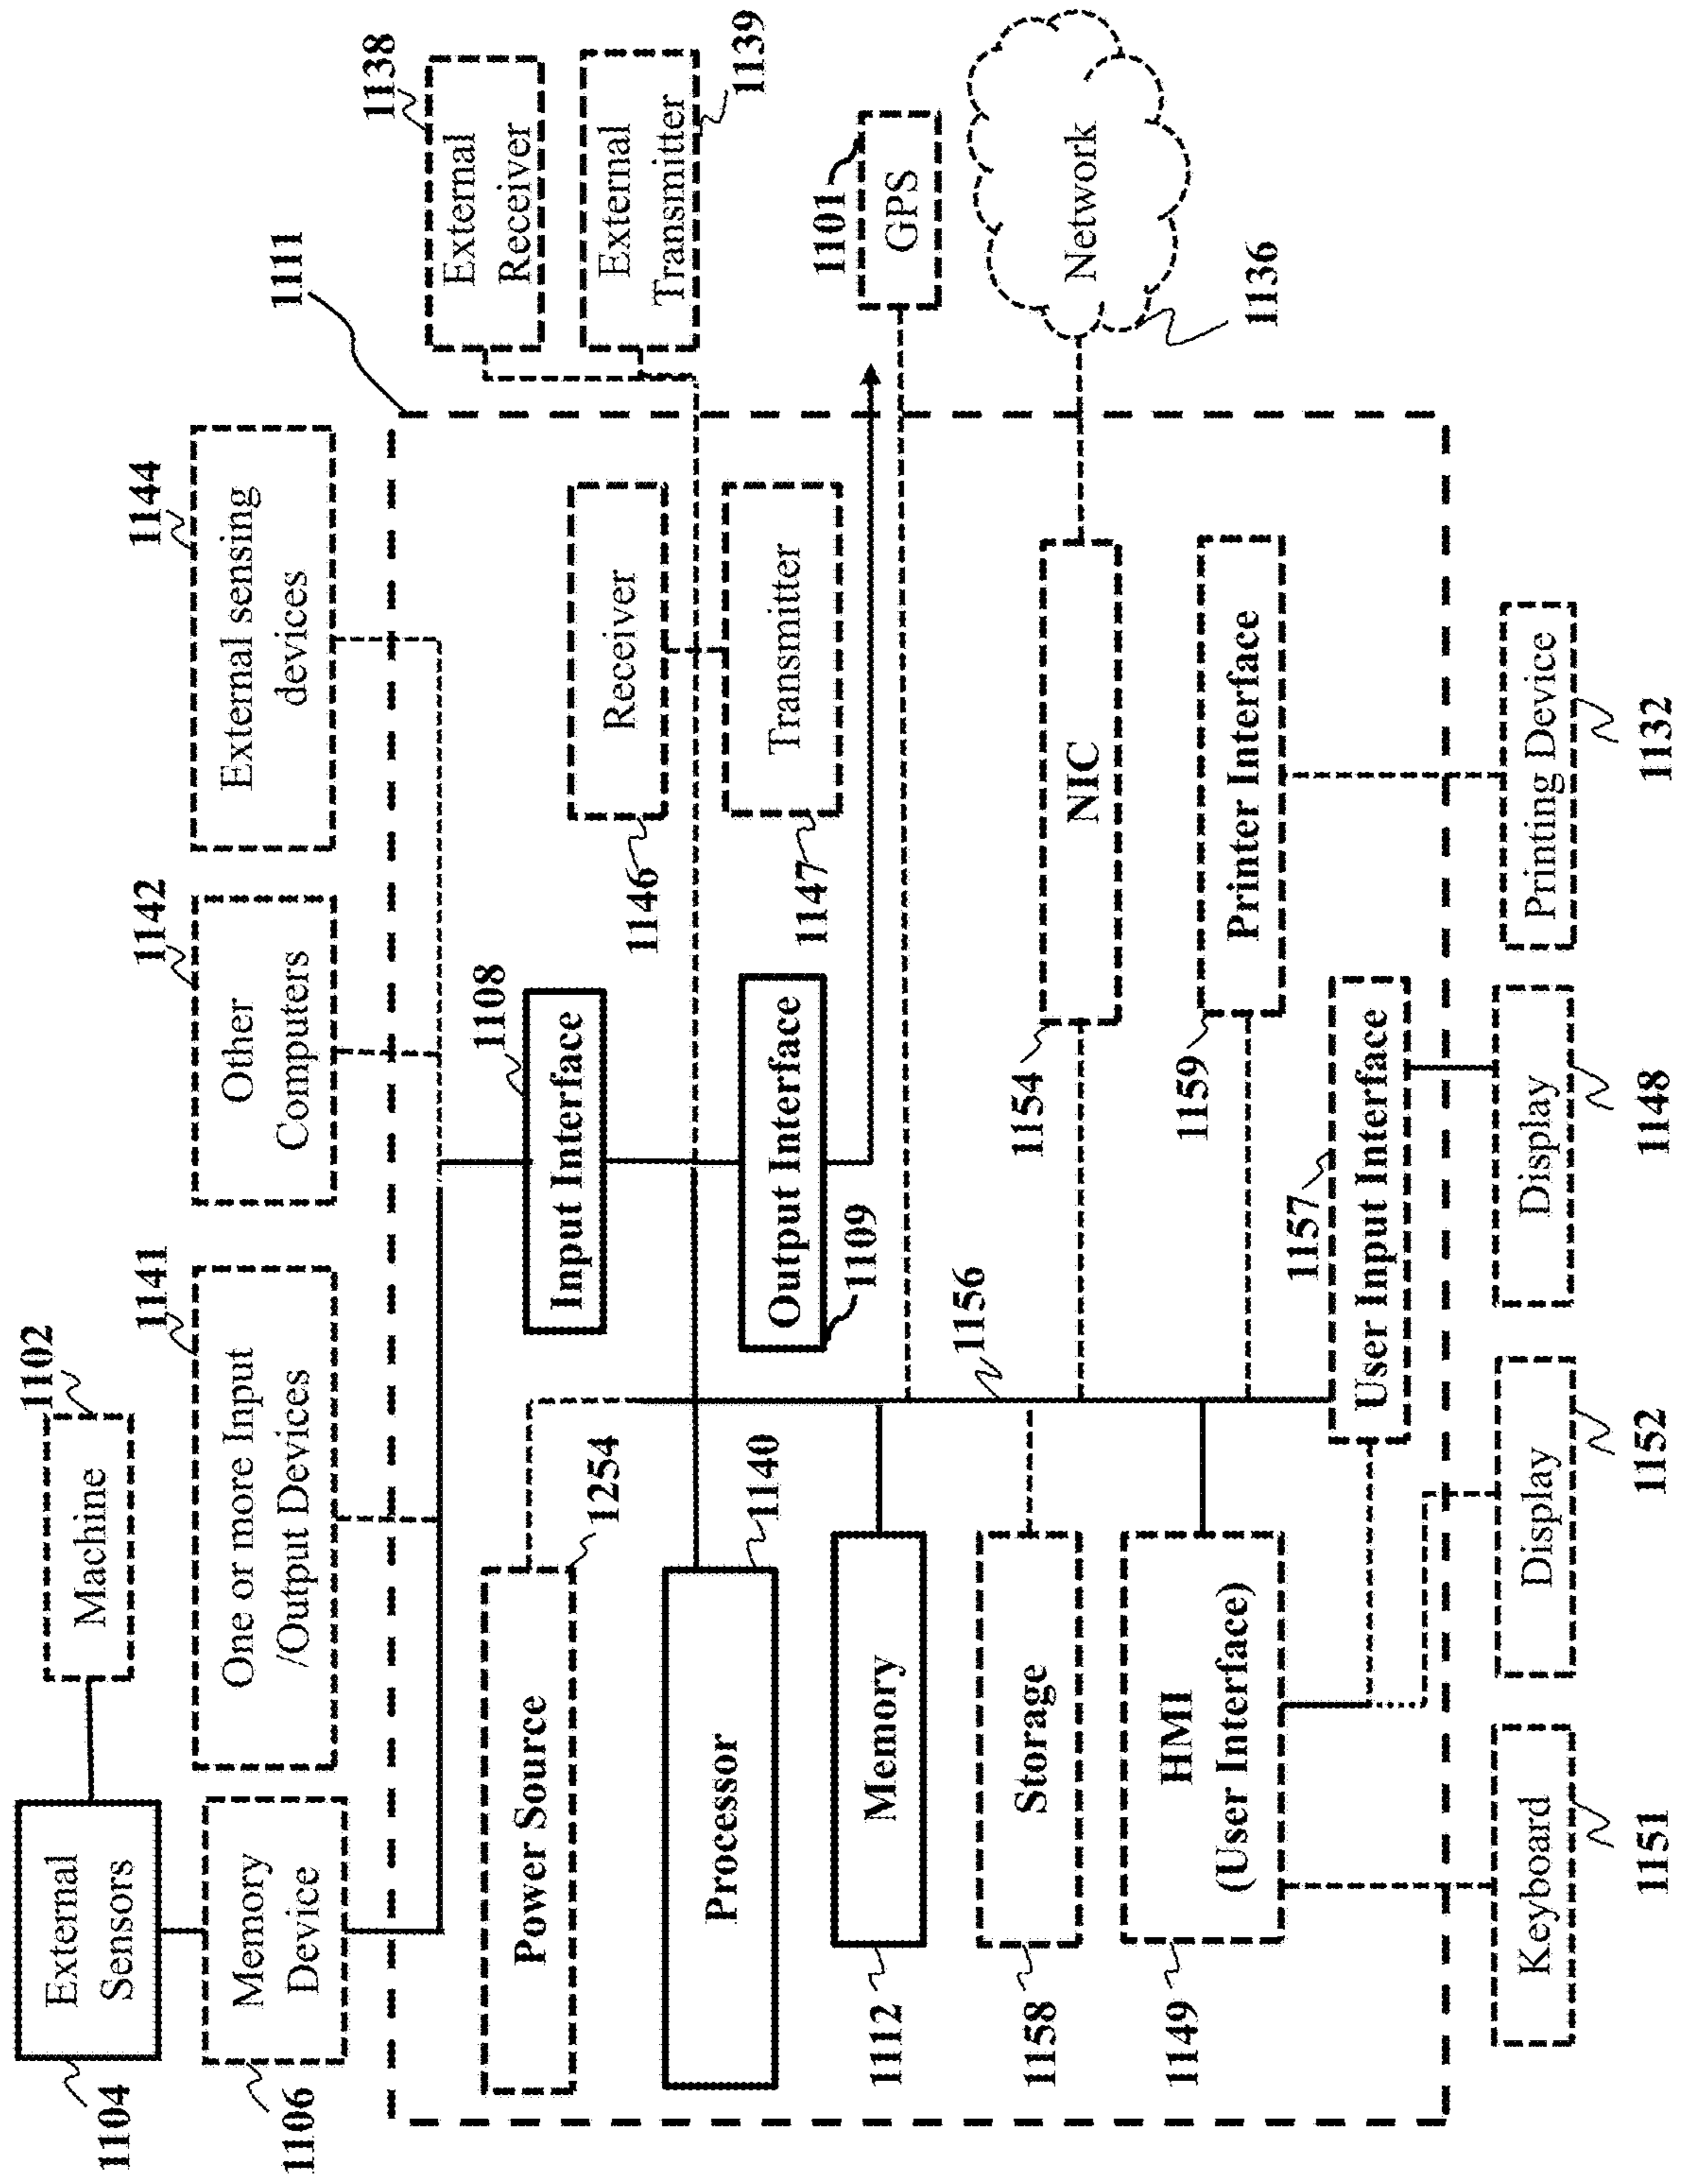 1104
External
Sensors
1102
Machine
1106
Memory
Device
1141
One or more Input
/Output Devices
1142
Other
Computers
1144
External sensing
devices
1111
1138
External
Receiver
External
Transmitter
1139
1254
Power Source
1108
Input Interface
1146
Receiver
1140
Processor
Output Interface
1109
1147
Transmitter
1101
GPS
1112
Memory
1156
1158
Storage
1154
NIC
Network
1136
1149
HMI
(User Interface)
1159
Printer Interface
1157
User Input Interface
Keyboard
1151
Display
1152
Display
1148
Printing Device
1132